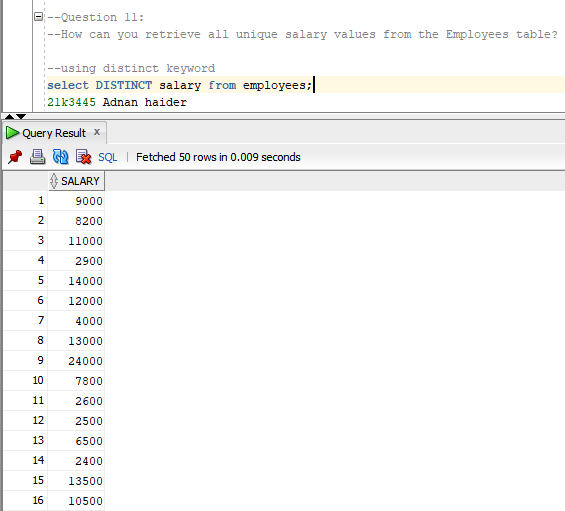 --Question 11:
--How can you retrieve all unique salary values from the Employees table?
--using distinct keyword
select DISTINCT salary from employees;
21k3445 Adnan haider
Query Result x
SQL | Fetched 50 rows in 0.009 seconds
SALARY
1 9000
2 8200
3 11000
4 2900
5 14000
6 12000
7 4000
8 13000
9 24000
10 7800
11 2600
12 2500
13 6500
14 2400
15 13500
16 10500